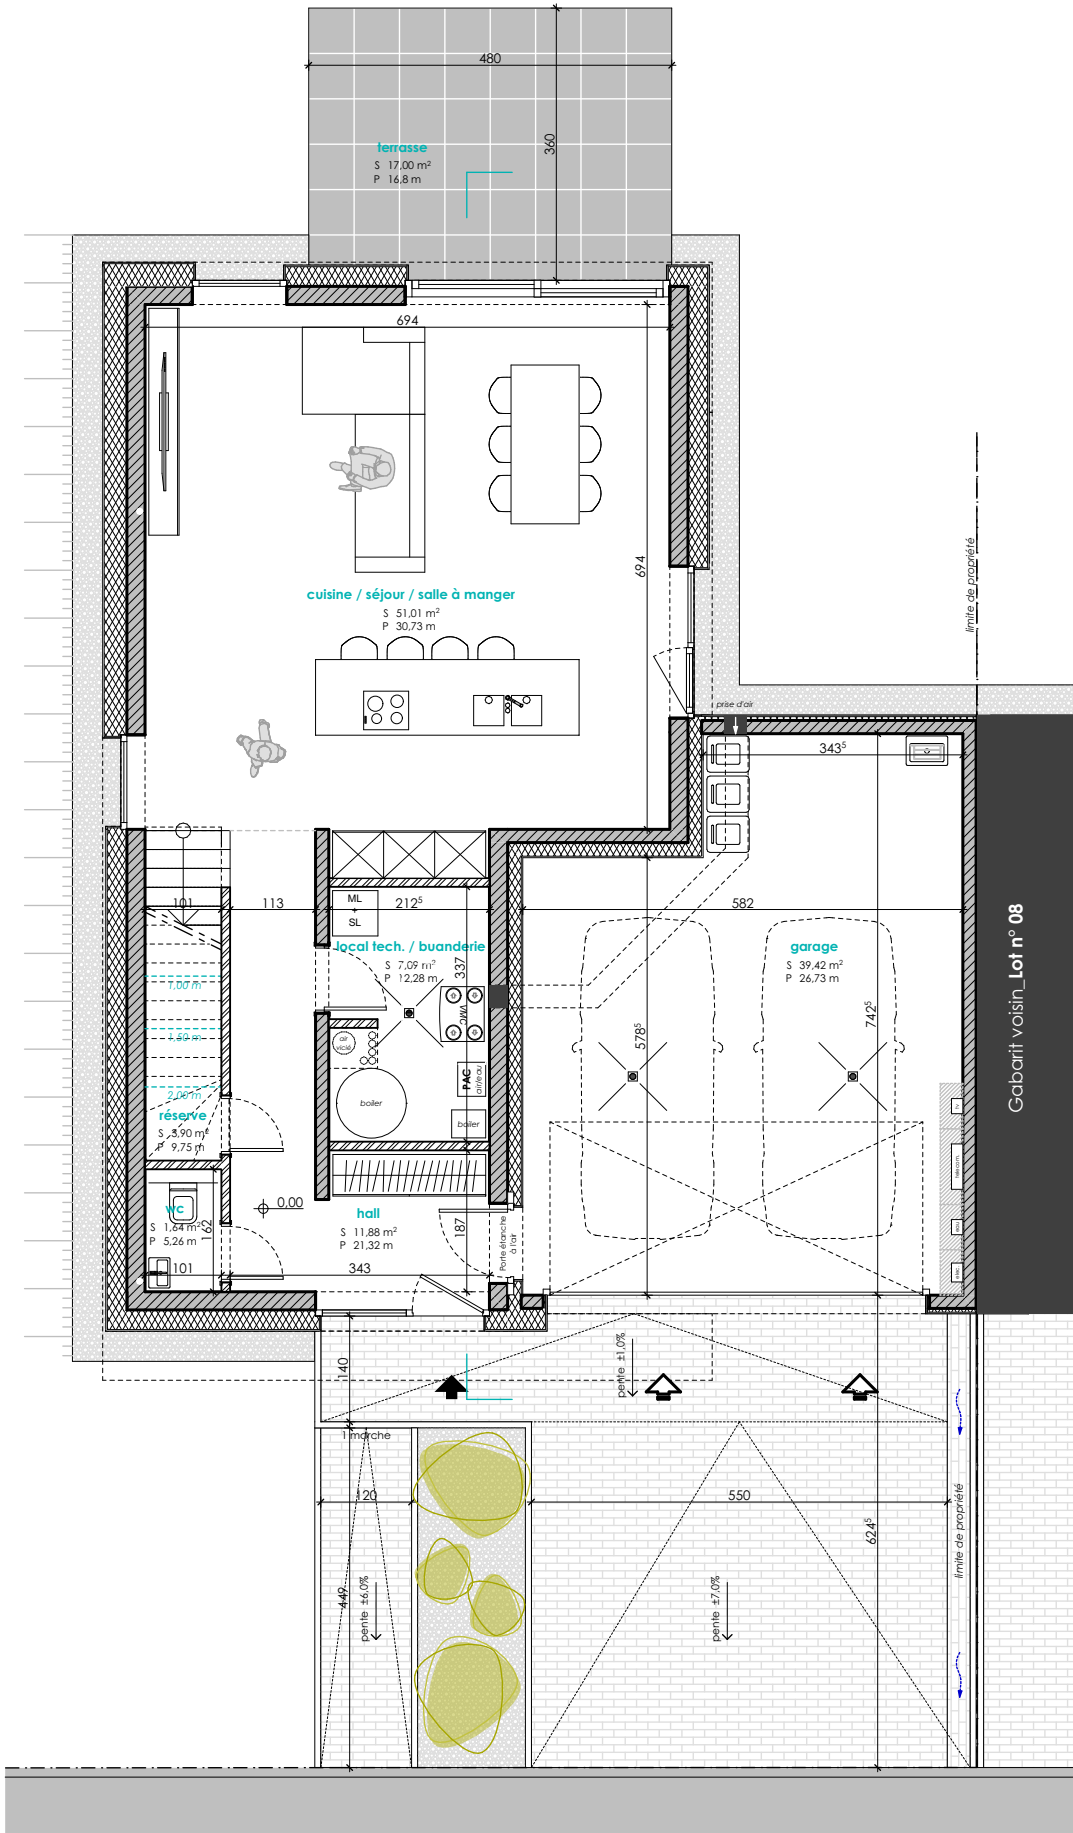 480
360
terrasse
S 17,00 m²
P 16,8 m
694
694
cuisine / séjour / salle à manger
S 51,01 m²
P 30,73 m
limite de propriété
prise d'air
343⁵
101
113
ML
+
SL
212⁵
582
local tech. / buanderie
S 7,09 m²
P 12,28 m
337
garage
S 39,42 m²
P 26,73 m
742⁵
578⁵
Gabarit voisin_Lot n° 08
1,00 m
1,50 m
2,00 m
VMC
air
vicié
PAC
air/eau
boiler
boiler
réserve
S 3,90 m²
P 9,75 m
tv
télécom.
eau
élec.
0,00
wc
S 1,64 m²
P 5,26 m
162
hall
S 11,88 m²
P 21,32 m
187
Porte étanche
à l'air
101
343
140
pente ±1,0%
1 marche
120
550
624⁵
limite de propriété
449
pente ±6,0%
pente ±7,0%